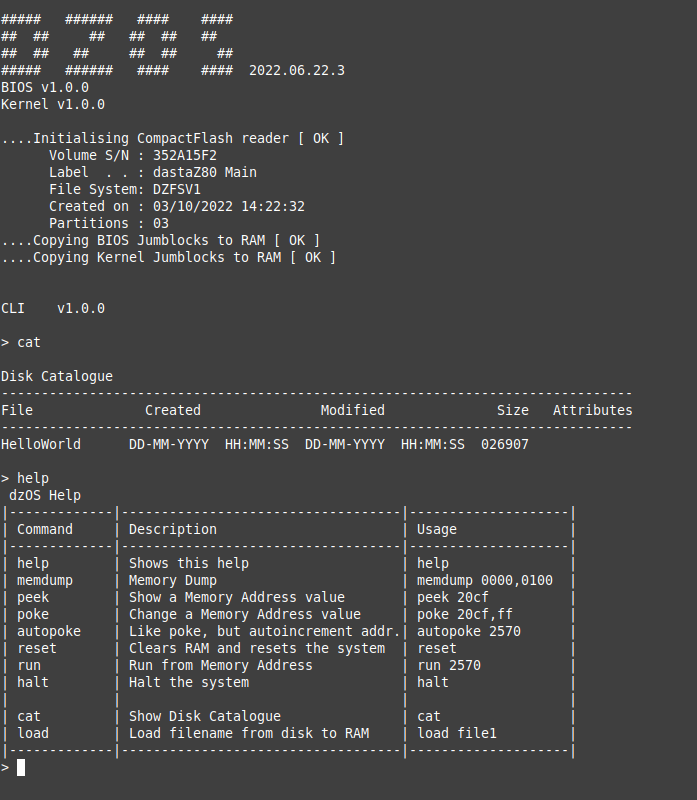 #####   ######   ####    ####
##  ##     ##   ##  ##   ##
##  ##   ##     ##  ##     ##
#####   ######   ####    ####  2022.06.22.3
BIOS v1.0.0
Kernel v1.0.0

....Initialising CompactFlash reader [ OK ]
      Volume S/N : 352A15F2
      Label  . . : dastaZ80 Main
      File System: DZFSV1
      Created on : 03/10/2022 14:22:32
      Partitions : 03
....Copying BIOS Jumblocks to RAM [ OK ]
....Copying Kernel Jumblocks to RAM [ OK ]

CLI    v1.0.0

> cat

Disk Catalogue
-------------------------------------------------------------------------------
File              Created               Modified              Size   Attributes
-------------------------------------------------------------------------------
HelloWorld      DD-MM-YYYY  HH:MM:SS  DD-MM-YYYY  HH:MM:SS  026907

> help
 dzOS Help
|-------------|-----------------------------------|--------------------|
| Command     | Description                       | Usage              |
|-------------|-----------------------------------|--------------------|
| help        | Shows this help                   | help               |
| memdump     | Memory Dump                       | memdump 0000,0100  |
| peek        | Show a Memory Address value       | peek 20cf          |
| poke        | Change a Memory Address value     | poke 20cf,ff       |
| autopoke    | Like poke, but autoincrement addr.| autopoke 2570      |
| reset       | Clears RAM and resets the system  | reset              |
| run         | Run from Memory Address           | run 2570           |
| halt        | Halt the system                   | halt               |
|             |                                   |                    |
| cat         | Show Disk Catalogue               | cat                |
| load        | Load filename from disk to RAM    | load file1         |
|-------------|-----------------------------------|--------------------|
>